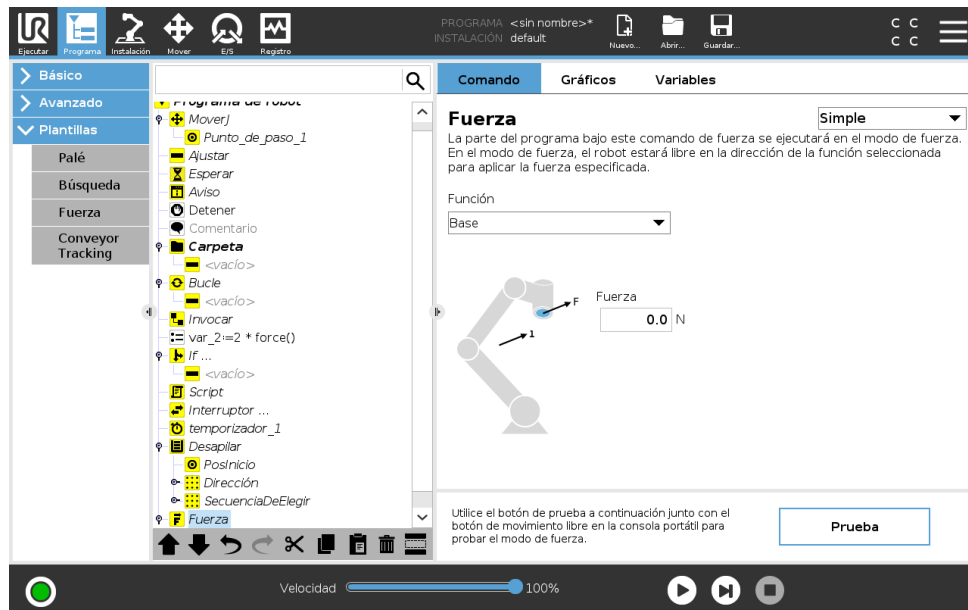 UR
PROGRAMA <sin nombre>*
INSTALACIÓN default
Ejecutar Programa Instalación Mover E/S Registro
Nuevo... Abrir... Guardar...
C C
C C
Básico
Avanzado
Plantillas
Palé
Búsqueda
Fuerza
Conveyor
Tracking
Programa de robot
MoverJ
Punto_de_paso_1
Ajustar
Esperar
Aviso
Detener
Comentario
Carpeta
<vacío>
Bucle
<vacío>
Invocar
var_2:=2 * force()
If ...
<vacío>
Script
Interruptor ...
temporizador_1
Desapilar
PosInicio
Dirección
SecuenciaDeElegir
F Fuerza
Comando Gráficos Variables
Fuerza
Simple
La parte del programa bajo este comando de fuerza se ejecutará en el modo de fuerza.
En el modo de fuerza, el robot estará libre en la dirección de la función seleccionada
para aplicar la fuerza especificada.
Función
Base
F
1
Fuerza
0.0 N
Utilice el botón de prueba a continuación junto con el
botón de movimiento libre en la consola portátil para
probar el modo de fuerza.
Prueba
Velocidad 100%